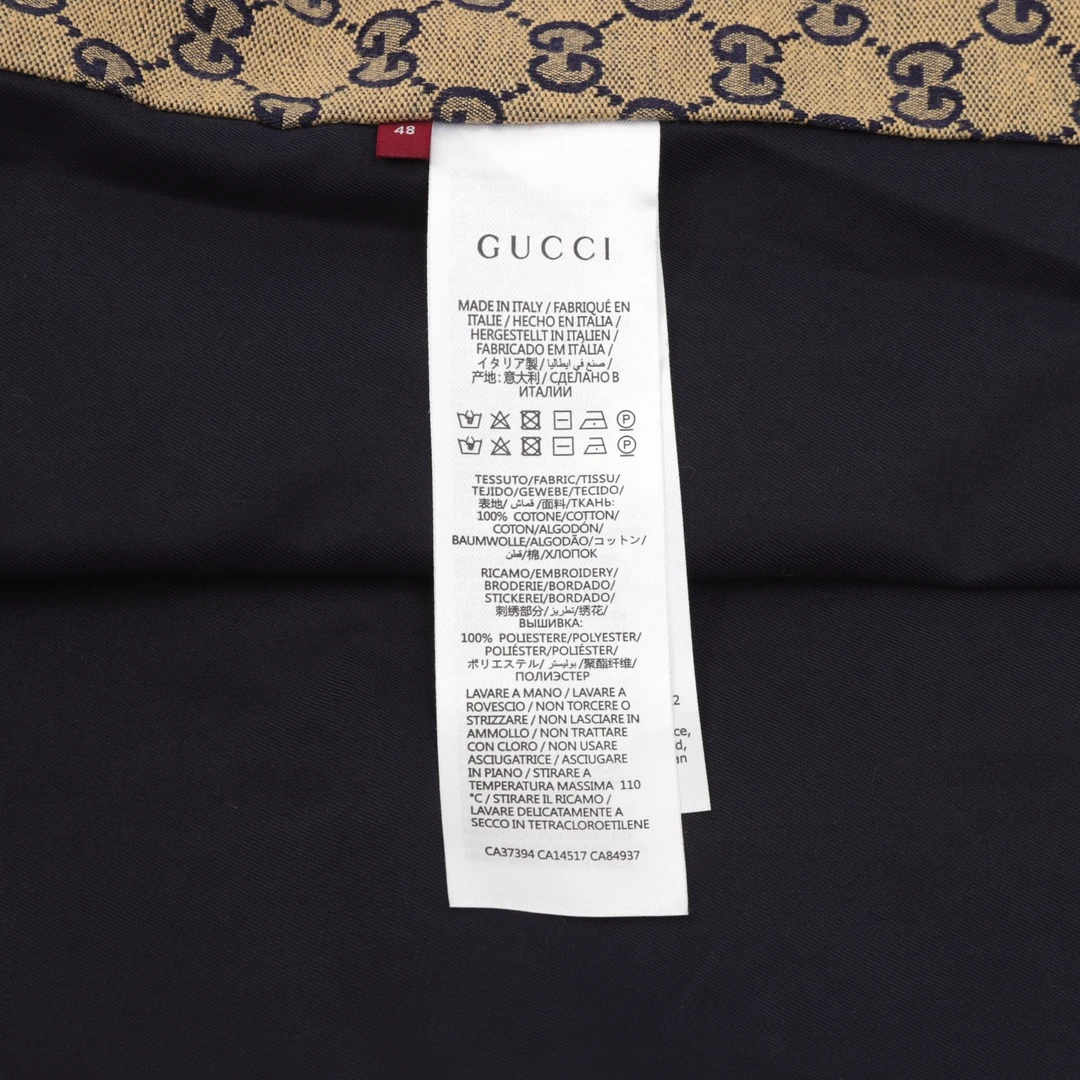 48
GUCCI
MADE IN ITALY / FABRIQUÉ EN
ITALIE / HECHO EN ITALIA /
HERGESTELLT IN ITALIEN /
FABRICADO EM ITÁLIA /
イタリア製 / صنع في ايطاليا /
产地: 意大利 / СДЕЛАНО В
ИТАЛИИ
TESSUTO/FABRIC/TISSU/
TEJIDO/GEWEBE/TECIDO/
表地/ قماش /面料/ТКАНЬ:
100% COTONE/COTTON/
COTON/ALGODÓN/
BAUMWOLLE/ALGODÃO/コットン/
قطن/棉/ХЛОПОК
RICAMO/EMBROIDERY/
BRODERIE/BORDADO/
STICKEREI/BORDADO/
刺绣部分/تطريز/绣花/
ВЫШИВКА:
100% POLIESTERE/POLYESTER/
POLIÉSTER/POLIÉSTER/
ポリエステル/ بوليستر /聚酯纤维/
ПОЛИЭСТЕР
LAVARE A MANO / LAVARE A
ROVESCIO / NON TORCERE O
STRIZZARE / NON LASCIARE IN
AMMOLLO / NON TRATTARE
CON CLORO / NON USARE
ASCIUGATRICE / ASCIUGARE
IN PIANO / STIRARE A
TEMPERATURA MASSIMA 110
°C / STIRARE IL RICAMO /
LAVARE DELICATAMENTE A
SECCO IN TETRACLOROETILENE
CA37394 CA14517 CA84937
2
ce,
d,
an